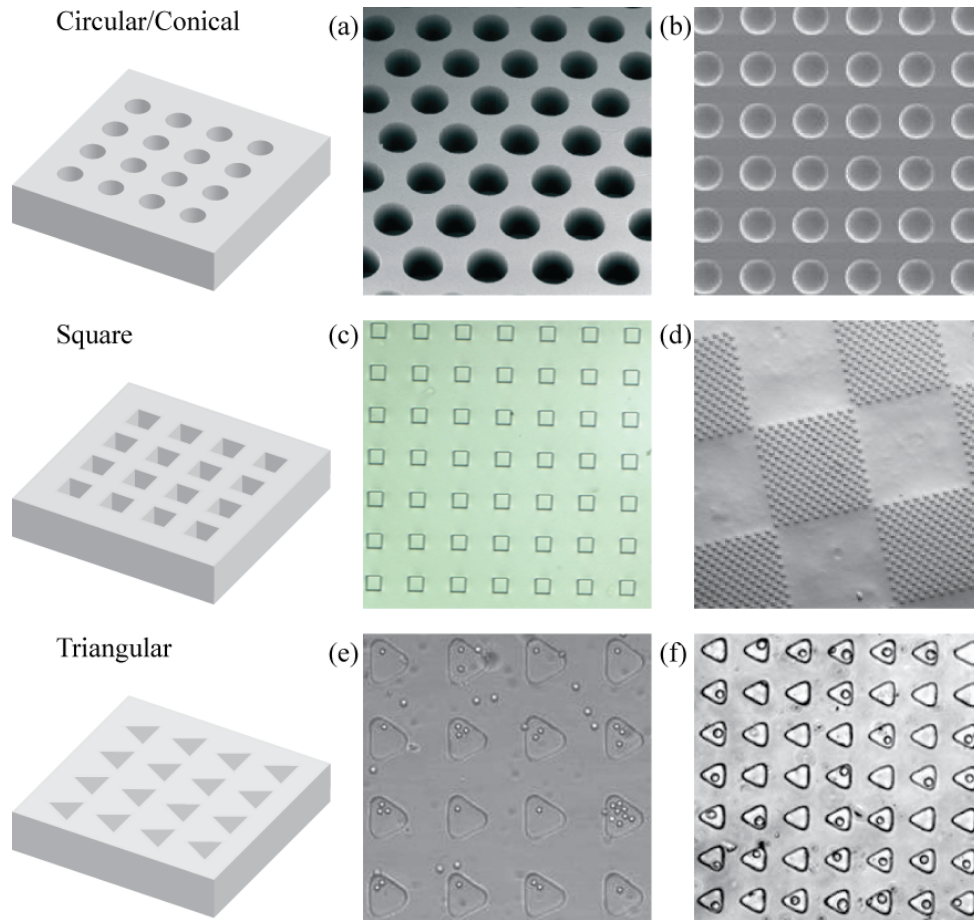 Circular/Conical
(a)
(b)
Square
(c)
(d)
Triangular
(e)
(f)